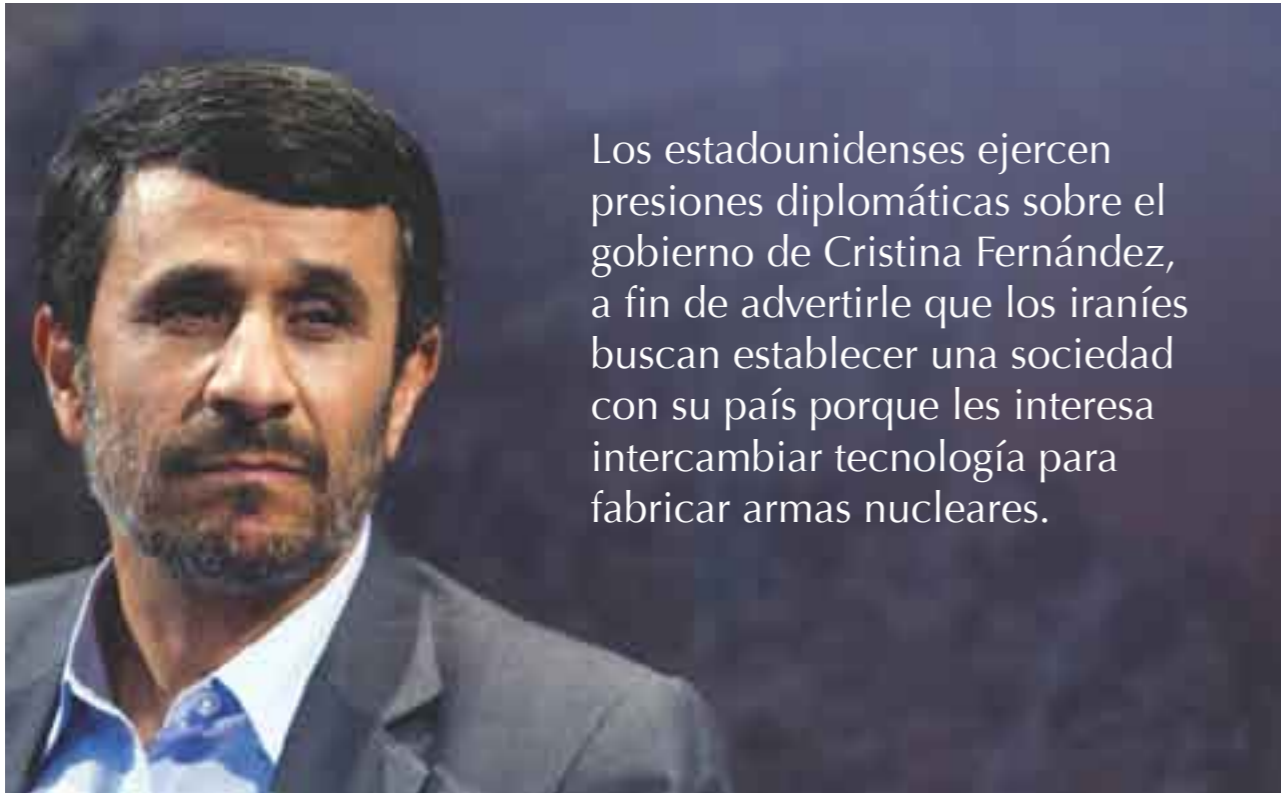 Los estadounidenses ejercen
presiones diplomáticas sobre el
gobierno de Cristina Fernández,
a fin de advertirle que los iraníes
buscan establecer una sociedad
con su país porque les interesa
intercambiar tecnología para
fabricar armas nucleares.